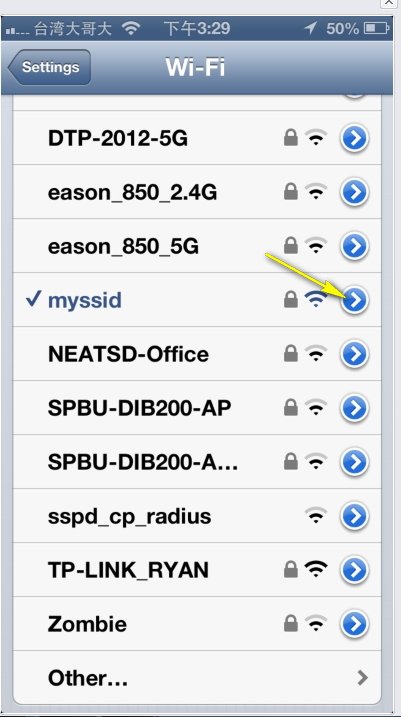 台湾大哥大 下午3:29 50%
Settings Wi-Fi
DTP-2012-5G
eason_850_2.4G
eason_850_5G
myssid
NEATSD-Office
SPBU-DIB200-AP
SPBU-DIB200-A...
sspd_cp_radius
TP-LINK_RYAN
Zombie
Other...